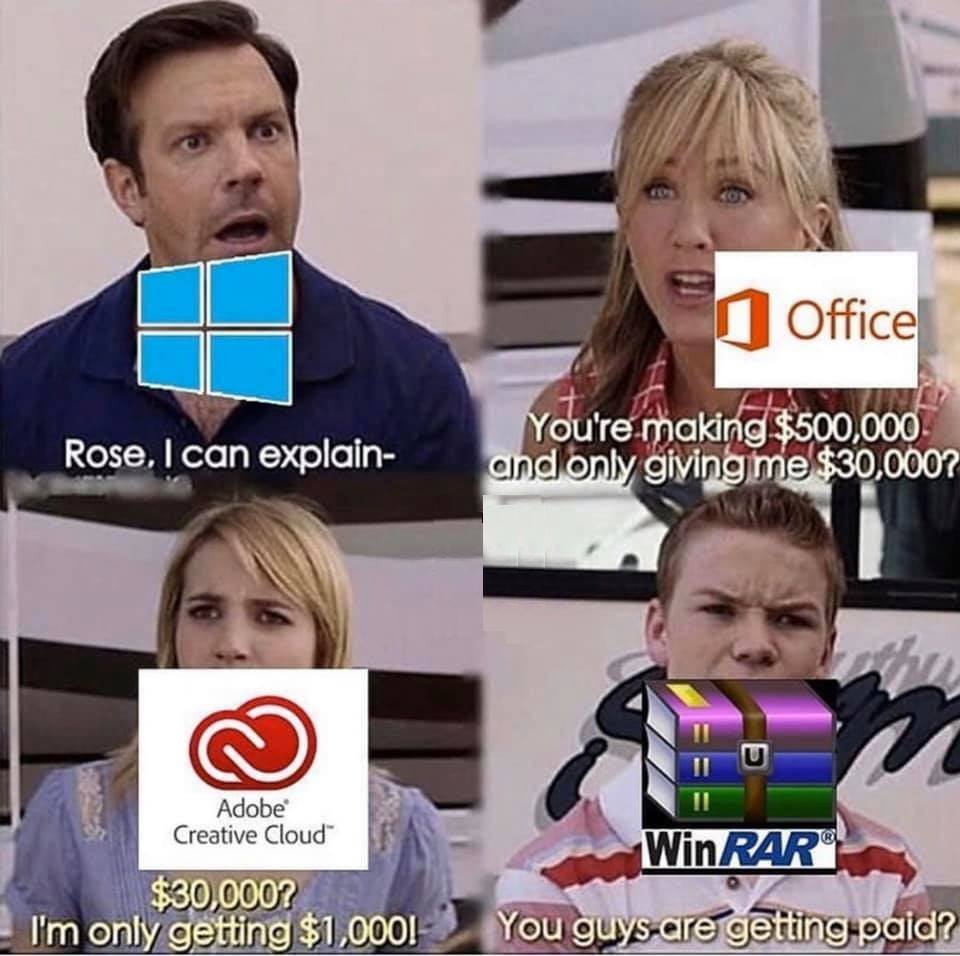 Rose, I can explain-
Office
You're making $500,000
and only giving me $30,000?
Adobe®
Creative Cloud™
$30,000?
I'm only getting $1,000!
U
WinRAR®
You guys are getting paid?